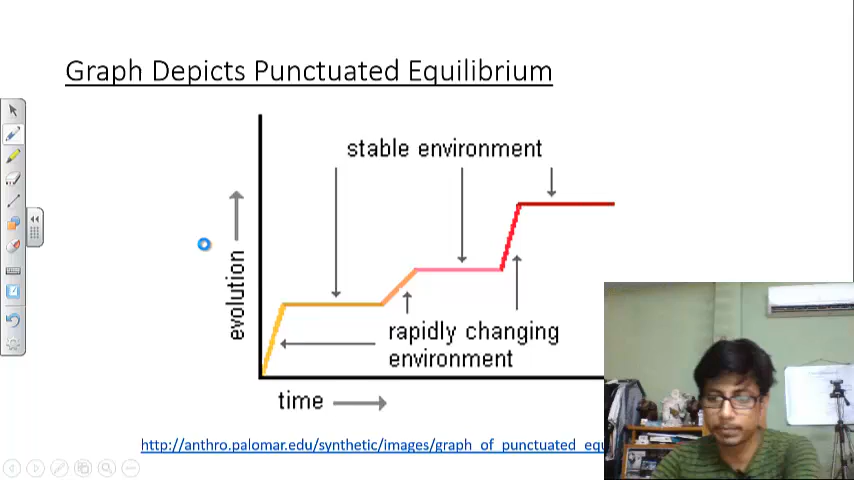 Graph Depicts Punctuated Equilibrium
stable environment
evolution
rapidly changing
environment
time
http://anthro.palomar.edu/synthetic/images/graph_of_punctuated_equ